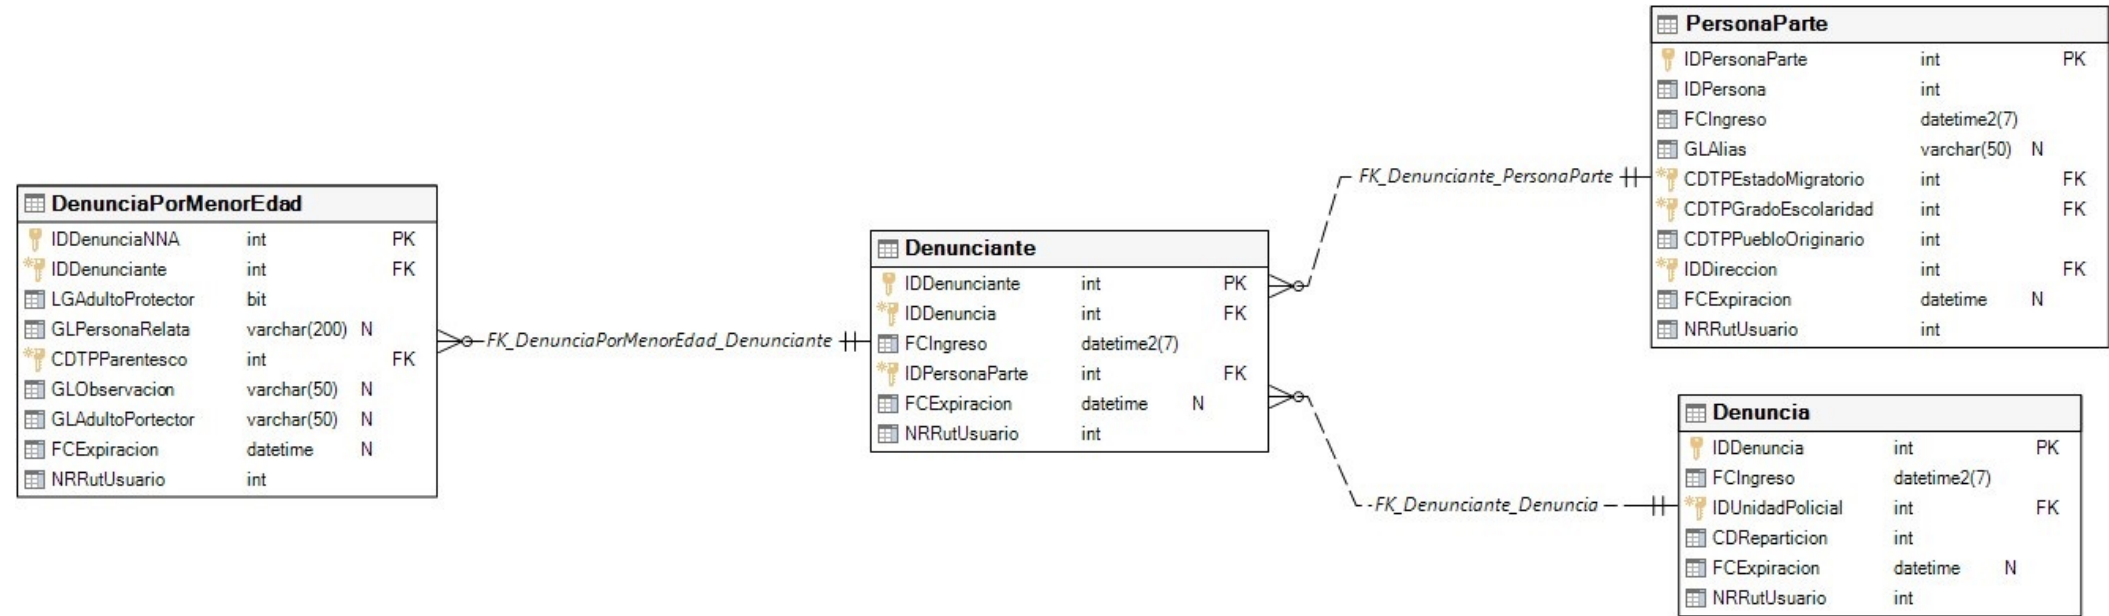 DenunciaPorMenorEdad
IDDenunciaNNA int PK
IDDenunciante int FK
LGAdultoProtector bit
GLPersonaRelata varchar(200) N
CDTPParentesco int FK
GLObservacion varchar(50) N
GLAdultoPortector varchar(50) N
FCExpiracion datetime N
NRRutUsuario int
FK_DenunciaPorMenorEdad_Denunciante
Denunciante
IDDenunciante int PK
IDDenuncia int FK
FCIngreso datetime2(7)
IDPersonaParte int FK
FCExpiracion datetime N
NRRutUsuario int
FK_Denunciante_PersonaParte
PersonaParte
IDPersonaParte int PK
IDPersona int
FCIngreso datetime2(7)
GLAlias varchar(50) N
CDTPEstadoMigratorio int FK
CDTPGradoEscolaridad int FK
CDTPPuebloOriginario int
IDDireccion int FK
FCExpiracion datetime N
NRRutUsuario int
FK_Denunciante_Denuncia
Denuncia
IDDenuncia int PK
FCIngreso datetime2(7)
IDUnidadPolicial int FK
CDReparticion int
FCExpiracion datetime N
NRRutUsuario int